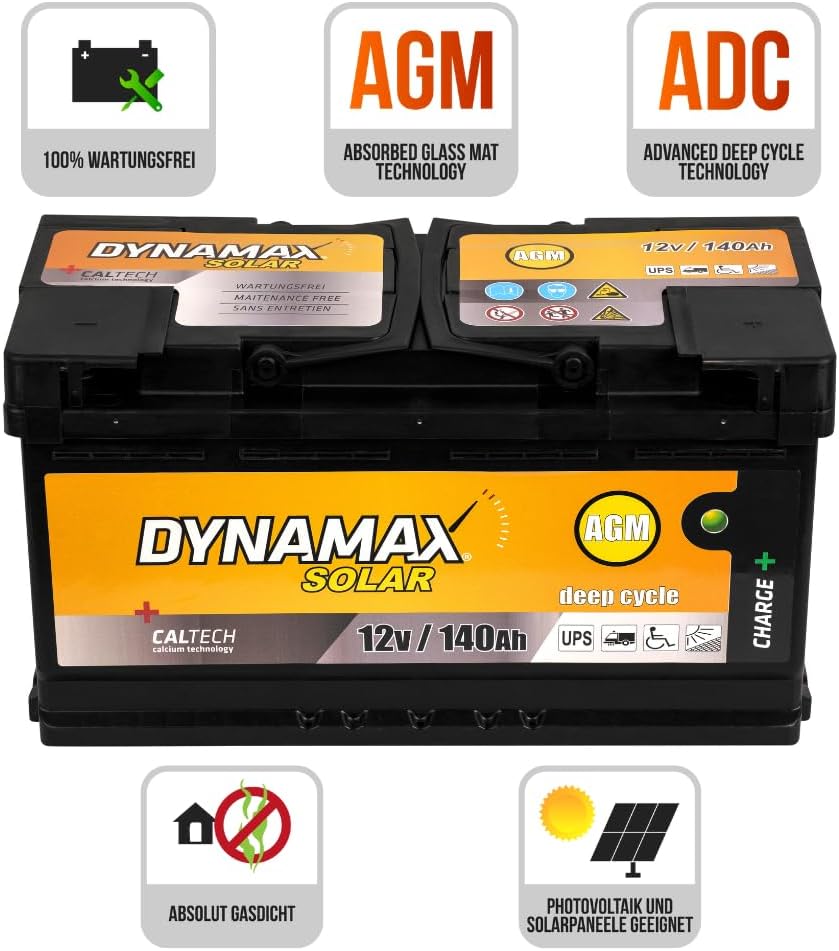 100% WARTUNGSFREI
AGM
ABSORBED GLASS MAT
TECHNOLOGY
ADC
ADVANCED DEEP CYCLE
TECHNOLOGY
DYNAMAX
SOLAR
+CALTECH
calcium technology
WARTUNGSFREI
MAITENANCE FREE
SANS ENTRETIEN
AGM
12v / 140Ah
UPS
DYNAMAX®
SOLAR
AGM
deep cycle
+
CALTECH
calcium technology
12v / 140Ah
UPS
CHARGE +
ABSOLUT GASDICHT
PHOTOVOLTAIK UND
SOLARPANEELE GEEIGNET